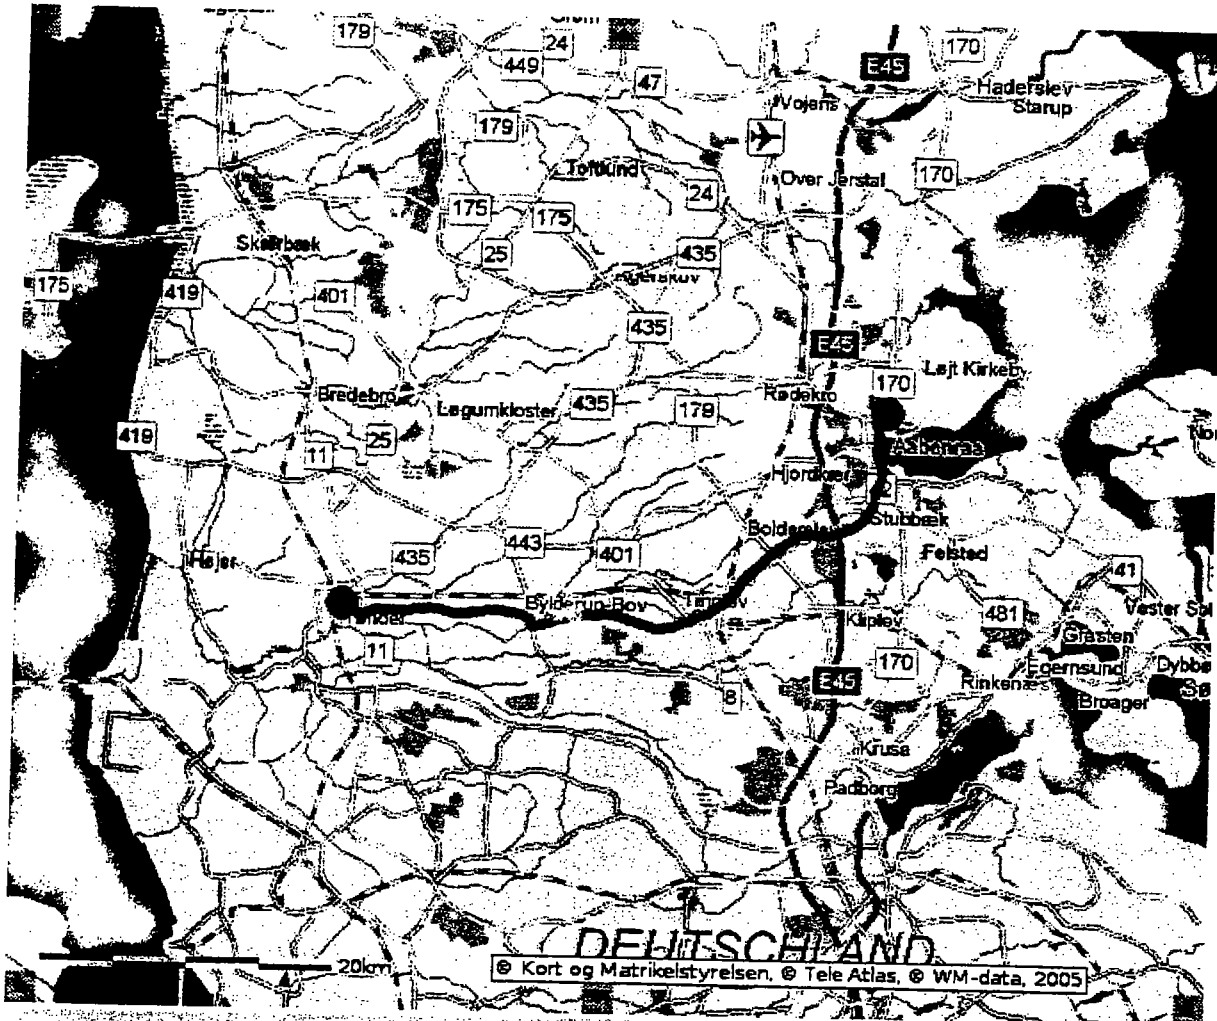 179
24
170
449
E45
47
Haderslev
Starup
Vojens
179
Toftlund
Over Jerstal
170
24
175
175
Skærbæk
25
435
175
419
401
435
E45
Løjt Kirkeby
170
Bredebro
Rødekro
Løgumkloster
435
179
419
25
Aabenraa
11
Hjordkær
Stubbæk
443
435
401
Felsted
Højer
41
Bylderup-Bov
Tinglev
481
Kliplev
Gråsten
11
170
Egernsund
E45
Rinkenæs
8
Broager
Kruså
Padborg
DEUTSCHLAND
20km
© Kort og Matrikelstyrelsen, © Tele Atlas, © WM-data, 2005